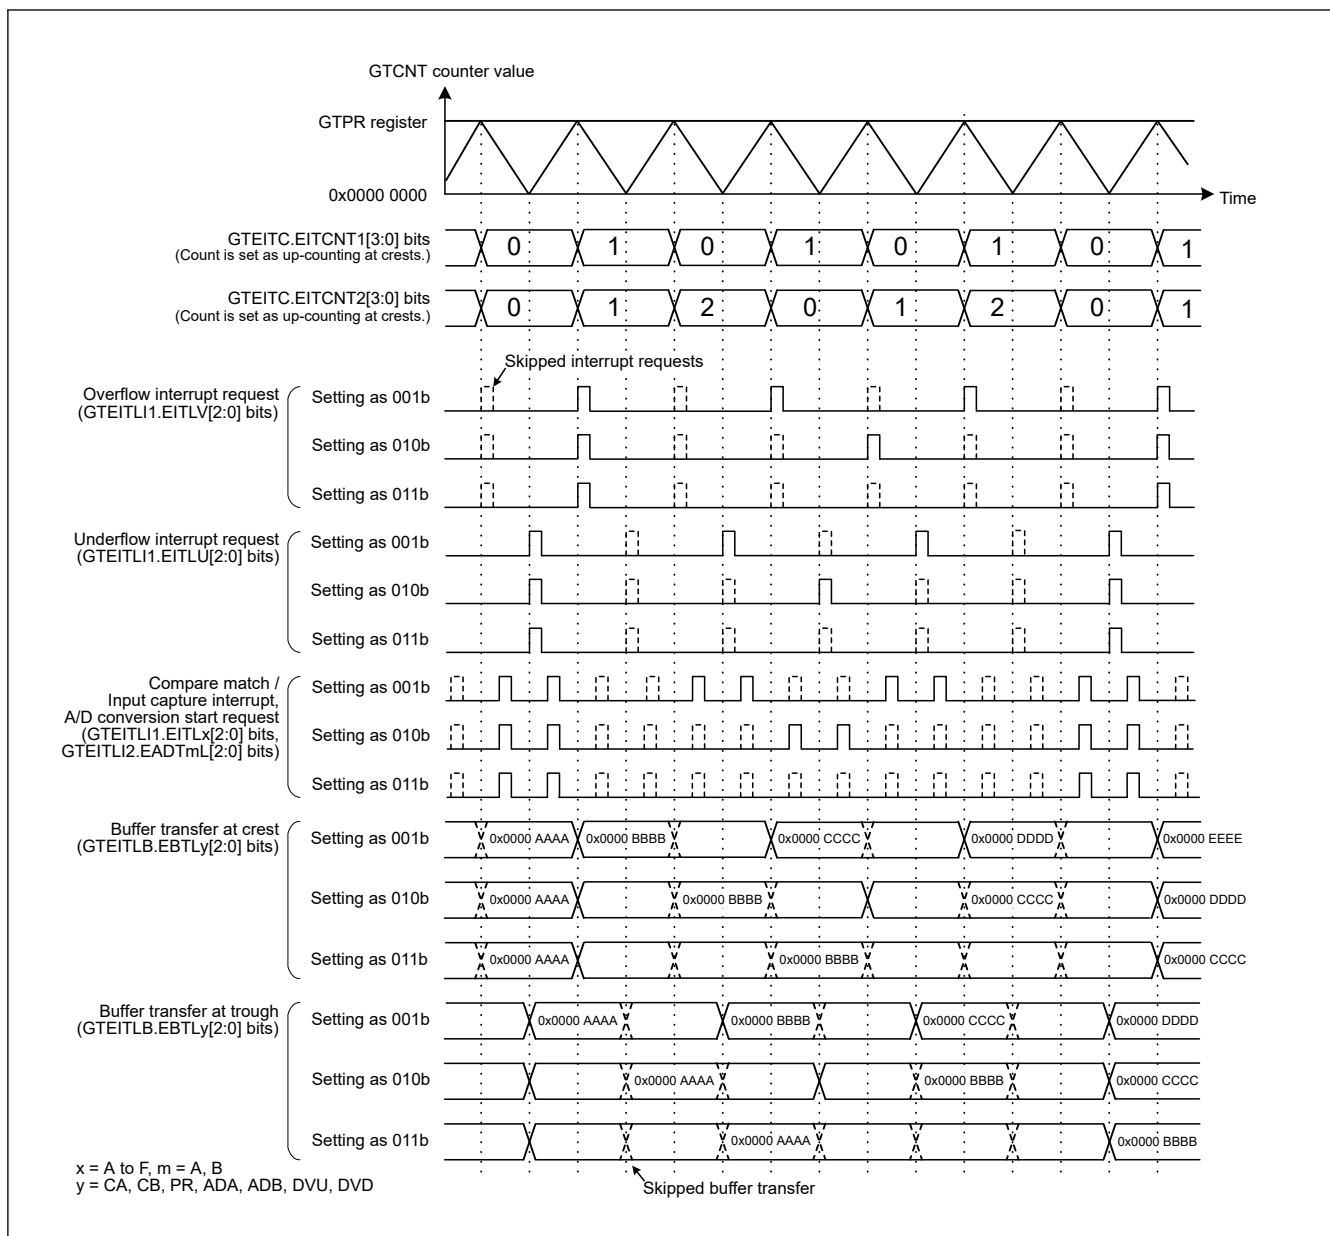 GTCNT counter value
GTPR register
0x0000 0000
Time
GTEITC.EITCNT1[3:0] bits
(Count is set as up-counting at crests.)
0 1 0 1 0 1 0 1
GTEITC.EITCNT2[3:0] bits
(Count is set as up-counting at crests.)
0 1 2 0 1 2 0 1
Skipped interrupt requests
Overflow interrupt request
(GTEITLI1.EITLV[2:0] bits)
Setting as 001b
Setting as 010b
Setting as 011b
Underflow interrupt request
(GTEITLI1.EITLU[2:0] bits)
Setting as 001b
Setting as 010b
Setting as 011b
Compare match /
Input capture interrupt,
A/D conversion start request
(GTEITLI1.EITLx[2:0] bits,
GTEITLI2.EADTmL[2:0] bits)
Setting as 001b
Setting as 010b
Setting as 011b
Buffer transfer at crest
(GTEITLB.EBTLy[2:0] bits)
Setting as 001b
0x0000 AAAA 0x0000 BBBB 0x0000 CCCC 0x0000 DDDD 0x0000 EEEE
Setting as 010b
0x0000 AAAA 0x0000 BBBB 0x0000 CCCC 0x0000 DDDD
Setting as 011b
0x0000 AAAA 0x0000 BBBB 0x0000 CCCC
Buffer transfer at trough
(GTEITLB.EBTLy[2:0] bits)
Setting as 001b
0x0000 AAAA 0x0000 BBBB 0x0000 CCCC 0x0000 DDDD
Setting as 010b
0x0000 AAAA 0x0000 BBBB 0x0000 CCCC
Setting as 011b
0x0000 AAAA 0x0000 BBBB
x = A to F, m = A, B
y = CA, CB, PR, ADA, ADB, DVU, DVD
Skipped buffer transfer